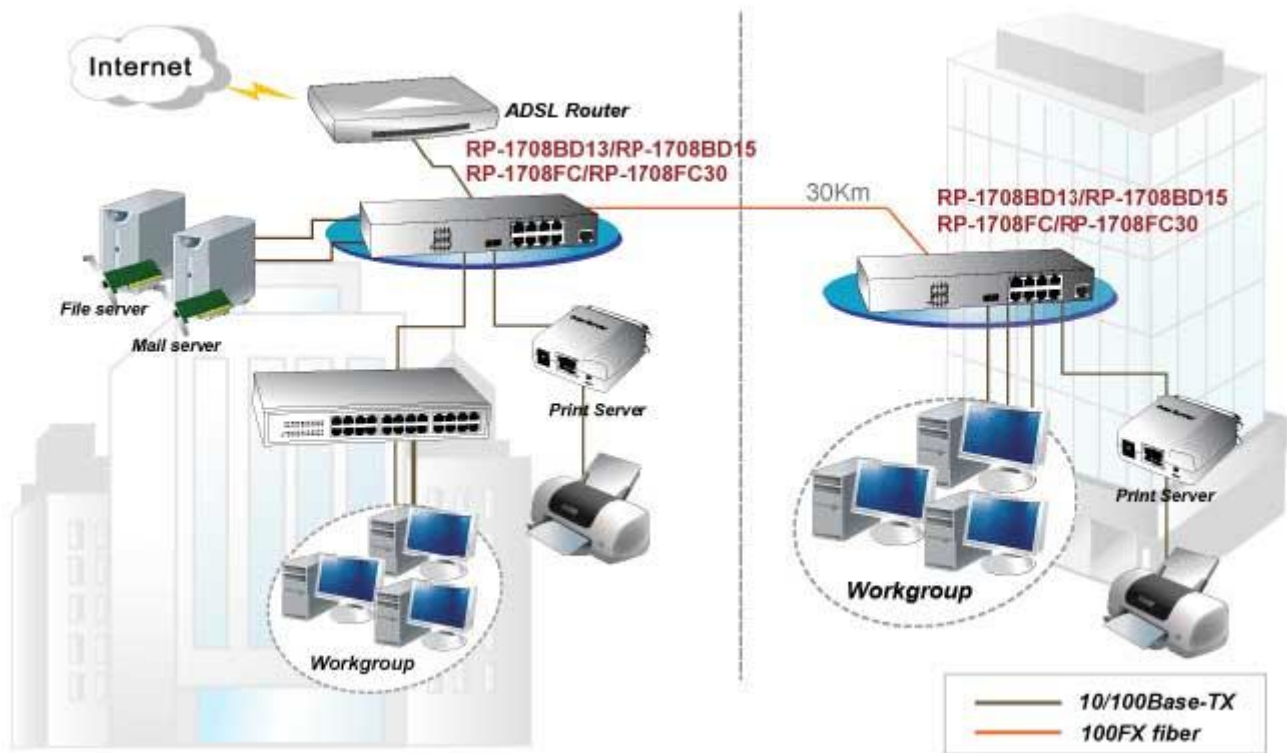 Internet
ADSL Router
RP-1708BD13/RP-1708BD15
RP-1708FC/RP-1708FC30
30Km
RP-1708BD13/RP-1708BD15
RP-1708FC/RP-1708FC30
File server
Mail server
Print Server
Print Server
Workgroup
Workgroup
10/100Base-TX
100FX fiber